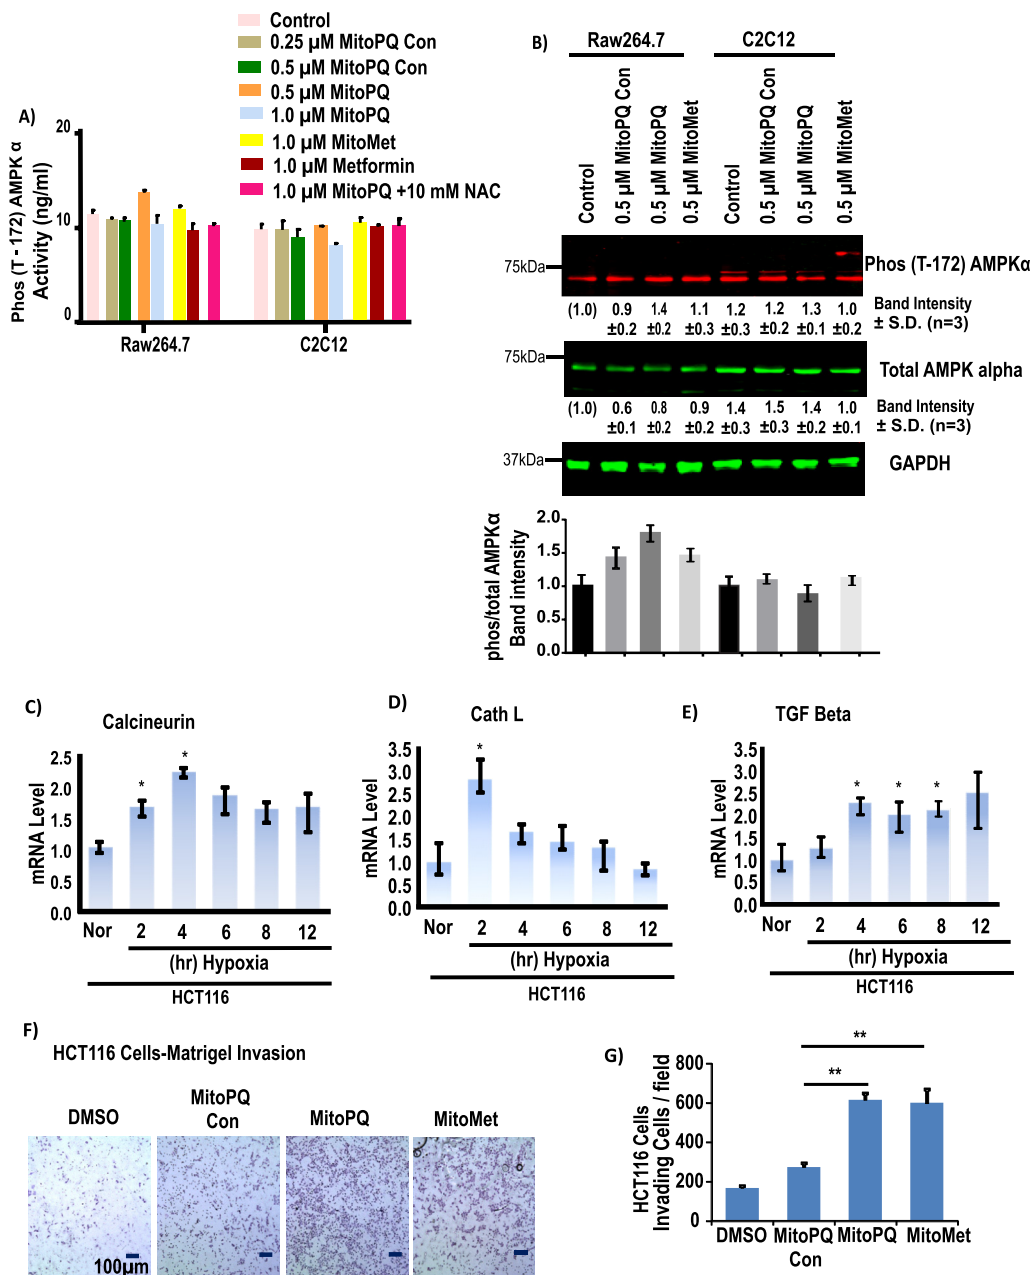 Control
0.25 µM MitoPQ Con
0.5 µM MitoPQ Con
0.5 µM MitoPQ
1.0 µM MitoPQ
1.0 µM MitoMet
1.0 µM Metformin
1.0 µM MitoPQ +10 mM NAC
A)
Phos (T -172) AMPK α
Activity (ng/ml)
20
10
0
Raw264.7
C2C12
B)
Raw264.7
C2C12
Control
0.5 µM MitoPQ Con
0.5 µM MitoPQ
0.5 µM MitoMet
Control
0.5 µM MitoPQ Con
0.5 µM MitoPQ
0.5 µM MitoMet
75kDa
Phos (T-172) AMPKα
(1.0) 0.9 1.4 1.1 1.2 1.2 1.3 1.0
±0.2 ±0.2 ±0.3 ±0.3 ±0.2 ±0.1 ±0.2
Band Intensity
± S.D. (n=3)
75kDa
Total AMPK alpha
(1.0) 0.6 0.8 0.9 1.4 1.5 1.4 1.0
±0.1 ±0.2 ±0.2 ±0.3 ±0.3 ±0.2 ±0.1
Band Intensity
± S.D. (n=3)
37kDa
GAPDH
phos/total AMPKα
Band intensity
2.0
1.5
1.0
0.5
0.0
C)
Calcineurin
mRNA Level
2.5
2.0
1.5
1.0
0.5
0.0
* *
Nor 2 4 6 8 12
(hr) Hypoxia
HCT116
D)
Cath L
mRNA Level
3.5
3.0
2.5
2.0
1.5
1.0
0.5
0.0
*
Nor 2 4 6 8 12
(hr) Hypoxia
HCT116
E)
TGF Beta
mRNA Level
3.5
3.0
2.5
2.0
1.5
1.0
0.5
0.0
* * *
Nor 2 4 6 8 12
(hr) Hypoxia
HCT116
F)
HCT116 Cells-Matrigel Invasion
DMSO
MitoPQ
Con
MitoPQ
MitoMet
100µm
G)
HCT116 Cells
Invading Cells / field
800
600
400
200
0
**
**
DMSO
MitoPQ
Con
MitoPQ
MitoMet